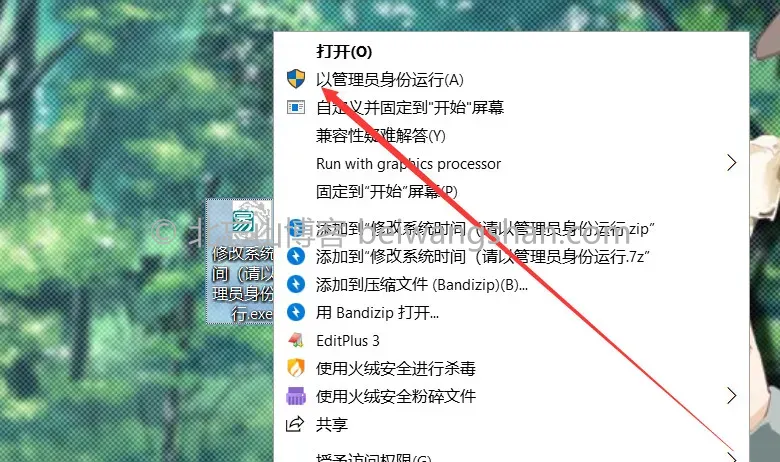 打开(O)
以管理员身份运行(A)
自定义并固定到"开始"屏幕
兼容性疑难解答(Y)
Run with graphics processor
固定到"开始"屏幕(P)
添加到"修改系统时间（请以管理员身份运行.zip"
添加到"修改系统时间（请以管理员身份运行.7z"
添加到压缩文件 (Bandizip)(B)...
用 Bandizip 打开...
EditPlus 3
使用火绒安全进行杀毒
使用火绒安全粉碎文件
共享
授予访问权限(G)
修改系统
间（请以
理员身份
行.exe
beiwangshan.com